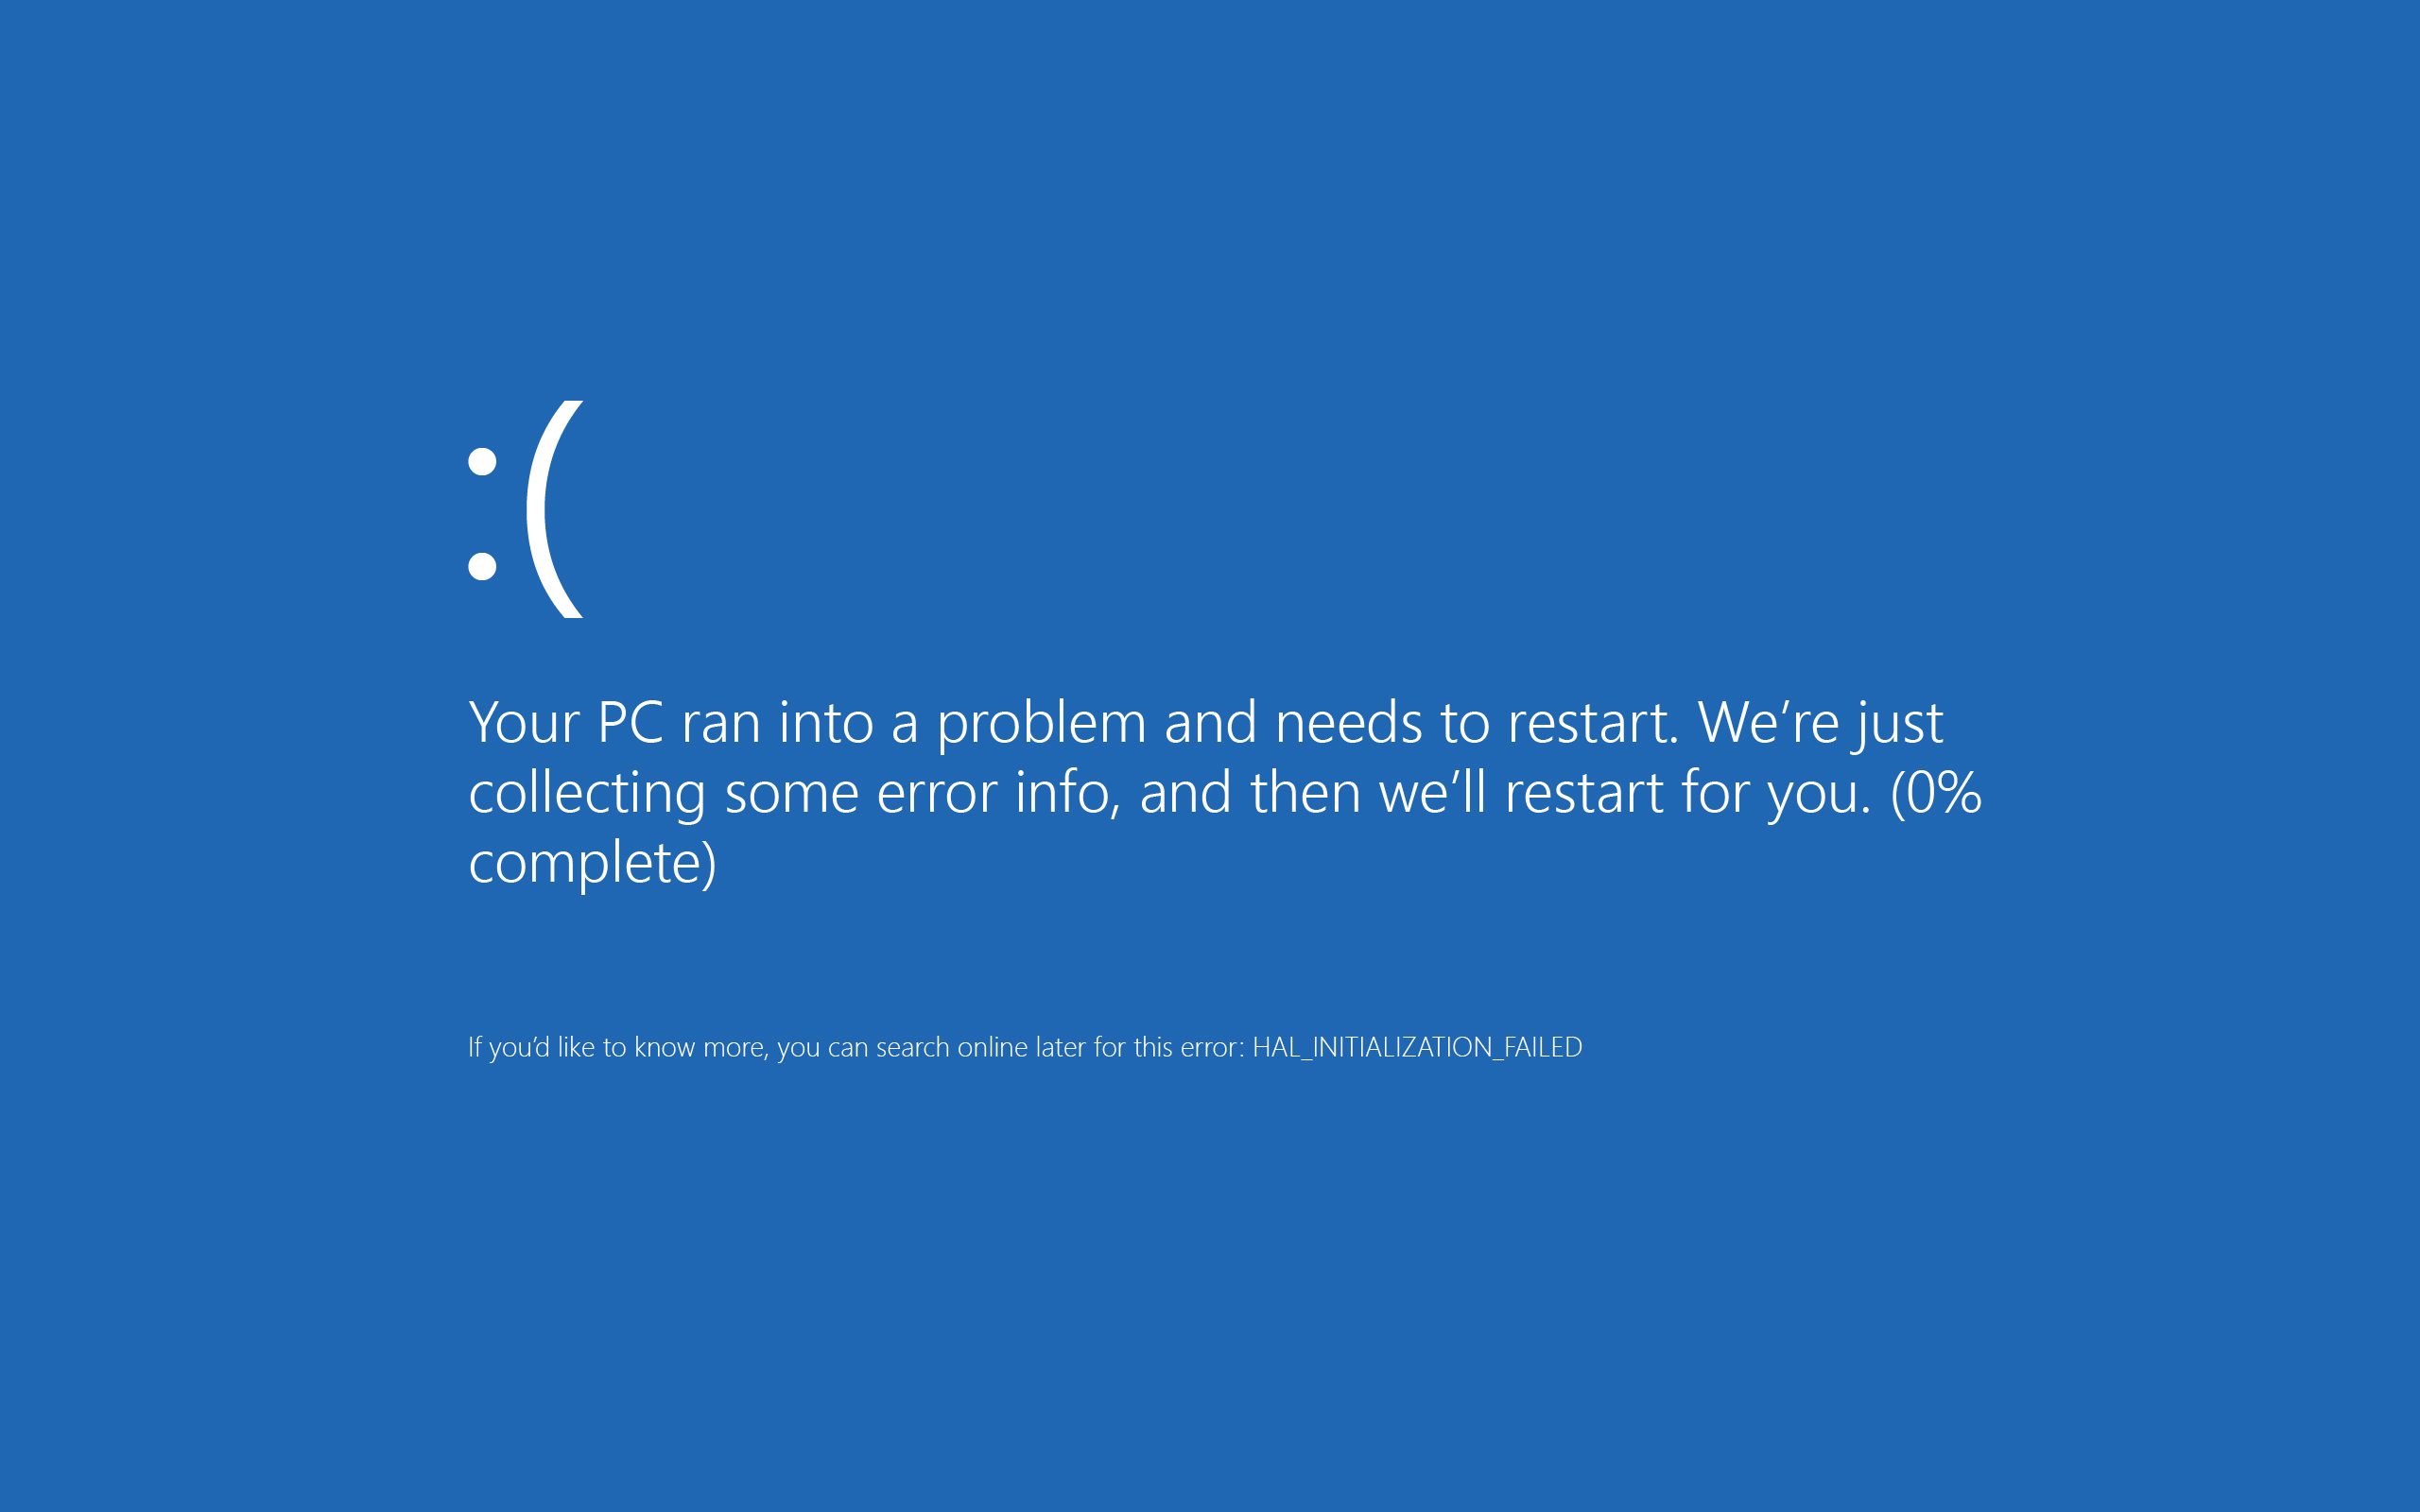 :(
Your PC ran into a problem and needs to restart. We’re just
collecting some error info, and then we’ll restart for you. (0%
complete)
If you’d like to know more, you can search online later for this error: HAL_INITIALIZATION_FAILED